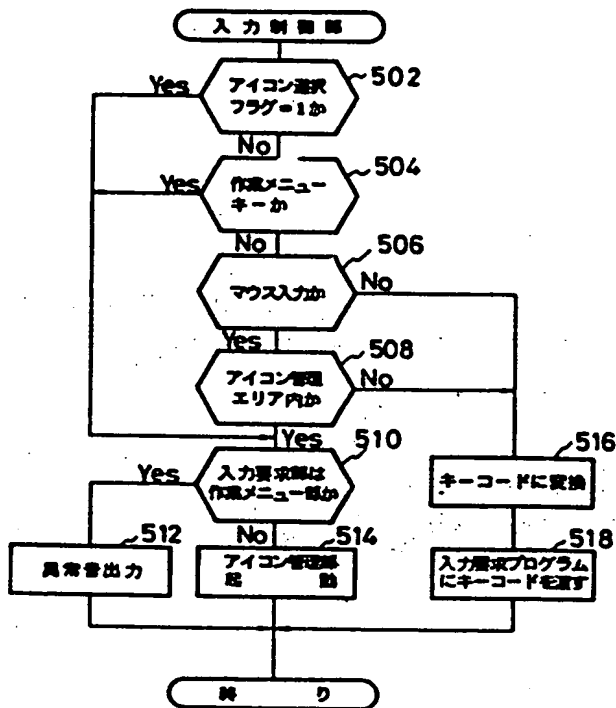 入力制御部
アイコン選択
フラグ=1か
502
Yes
No
作業メニュー
キーか
504
Yes
No
マウス入力か
506
No
Yes
アイコン管理
エリア内か
508
No
Yes
入力要求部は
作業メニュー部か
510
Yes
No
異常音出力
512
アイコン管理部
起動
514
キーコードに変換
516
入力要求プログラム
にキーコードを渡す
518
終り